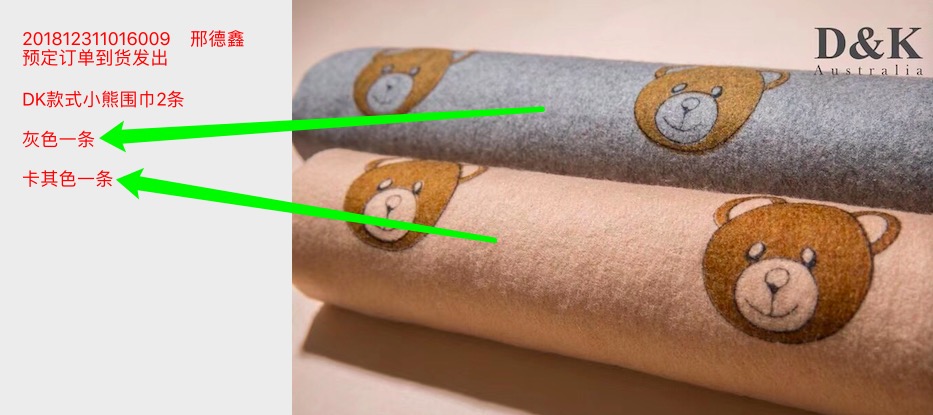 201812311016009 邢德鑫
预定订单到货发出
DK款式小熊围巾2条
灰色一条
卡其色一条
D&K
Australia